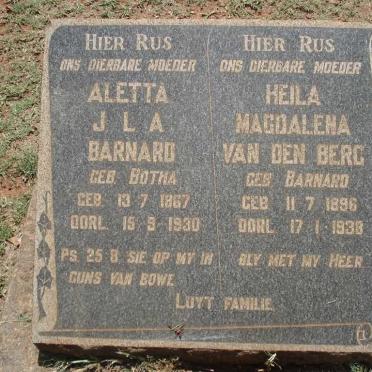 HIER RUS
ONS DIERBARE MOEDER
ALETTA
J L A
BARNARD
GEB BOTHA
GEB 13·7·1867
OORL 15·9·1930
PS. 25·8 SIE OP MY IN
GUNS VAN BOWE
HIER RUS
ONS DIERBARE MOEDER
HEILA
MAGDALENA
VAN DEN BERG
GEB BARNARD
GEB 11·7·1896
OORL 17·1·1938
BLY MET MY HEER
LUYT FAMILIE